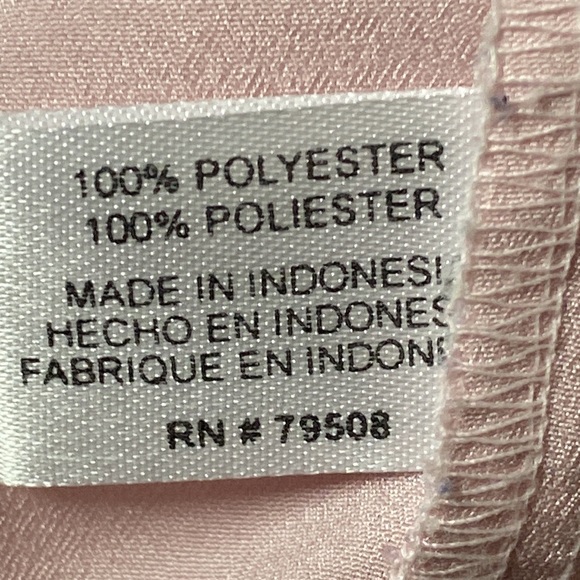 100% POLYESTER
100% POLIESTER
MADE IN INDONESI
HECHO EN INDONES
FABRIQUE EN INDON
RN # 79508